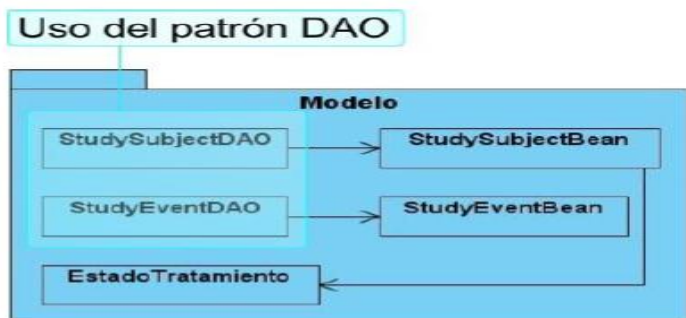 Uso del patrón DAO
Modelo
StudySubjectDAO
StudySubjectBean
StudyEventDAO
StudyEventBean
EstadoTratamiento